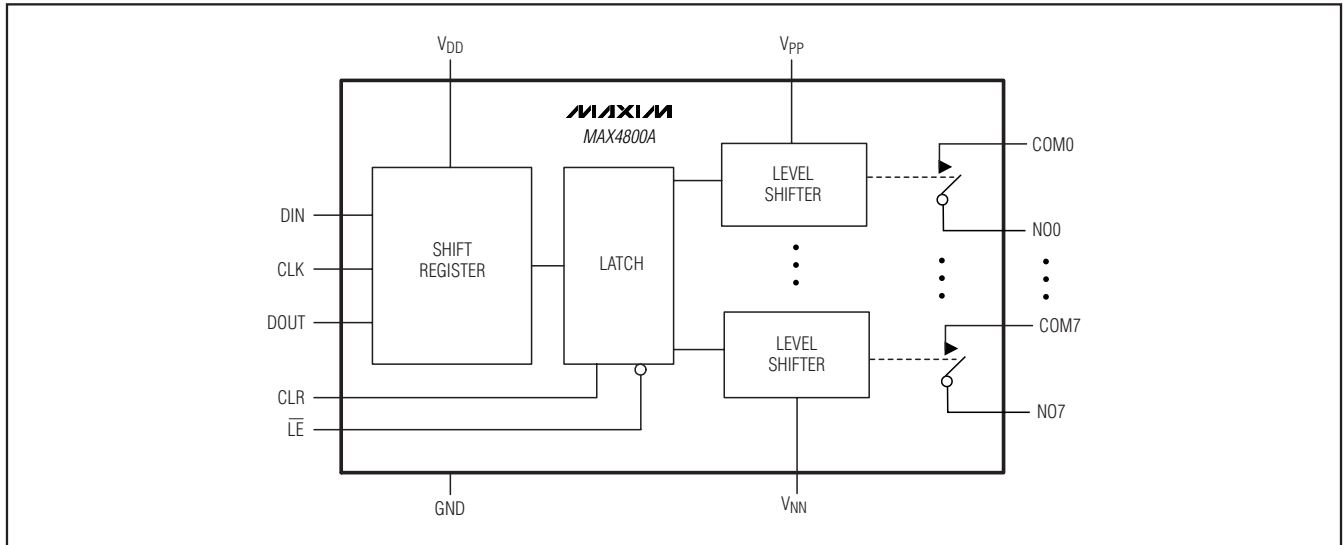 VDD
VPP
MAXIM
MAX4800A
COM0
LEVEL
SHIFTER
DIN
NO0
SHIFT
REGISTER
LATCH
CLK
DOUT
COM7
LEVEL
SHIFTER
CLR
NO7
LE
GND
VNN